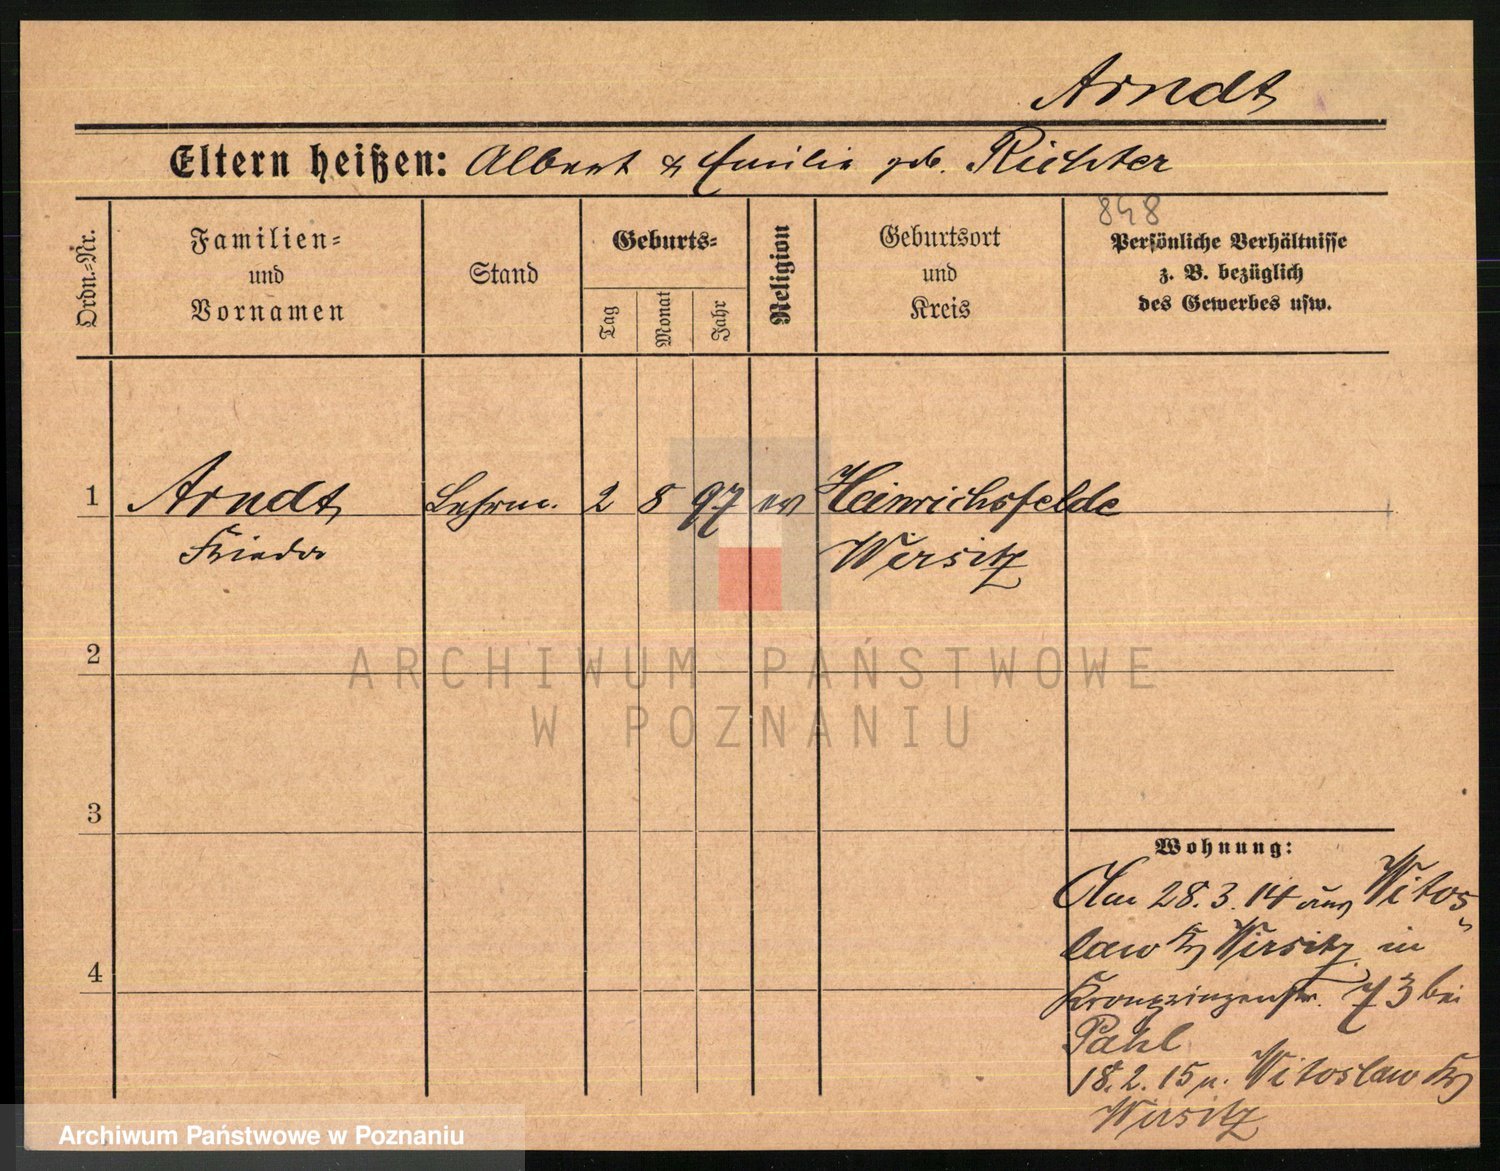 Arndt
Eltern heißen: Albert & Emilie geb. Richter
848
Ordn.=Nr.
Familien=
und
Vornamen
Stand
Geburts=
Tag
Monat
Jahr
Religion
Geburtsort
und
Kreis
Persönliche Verhältnisse
z. B. bezüglich
des Gewerbes usw.
1 Arndt 2 8 97 ev Heinrichsfelde
Frieda Wirsitz
2
3
4
ARCHIWUM PAŃSTWOWE
W POZNANIU
Wohnung:
Am 28.3.14 aus Witos-
law Kr Wirsitz in
Kronprinzenstr. 73 bei
Pahl
18.2.15 n. Witoslaw Kr
Wirsitz
Archiwum Państwowe w Poznaniu